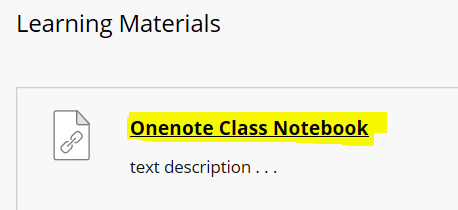 Learning Materials
Onenote Class Notebook
text description . . .